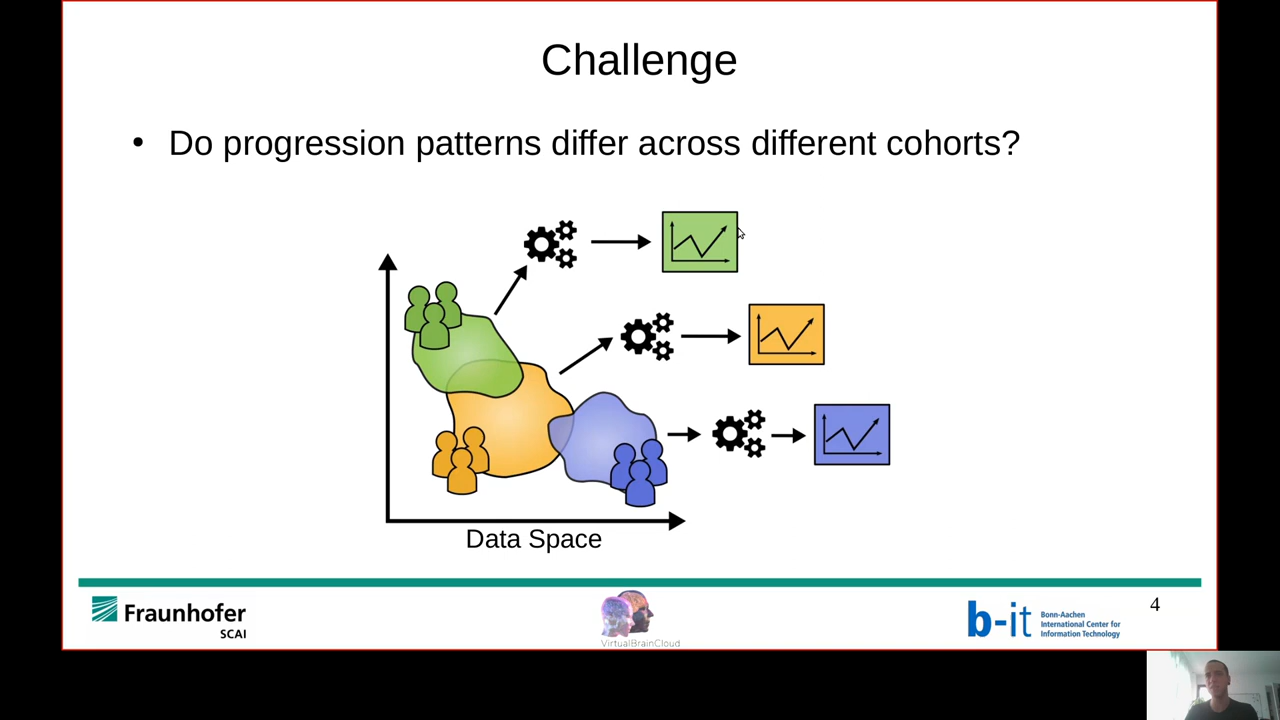 Challenge
• Do progression patterns differ across different cohorts?
Data Space
Fraunhofer
SCAI
VirtualBrainCloud
b-it
Bonn-Aachen
International Center for
Information Technology
4